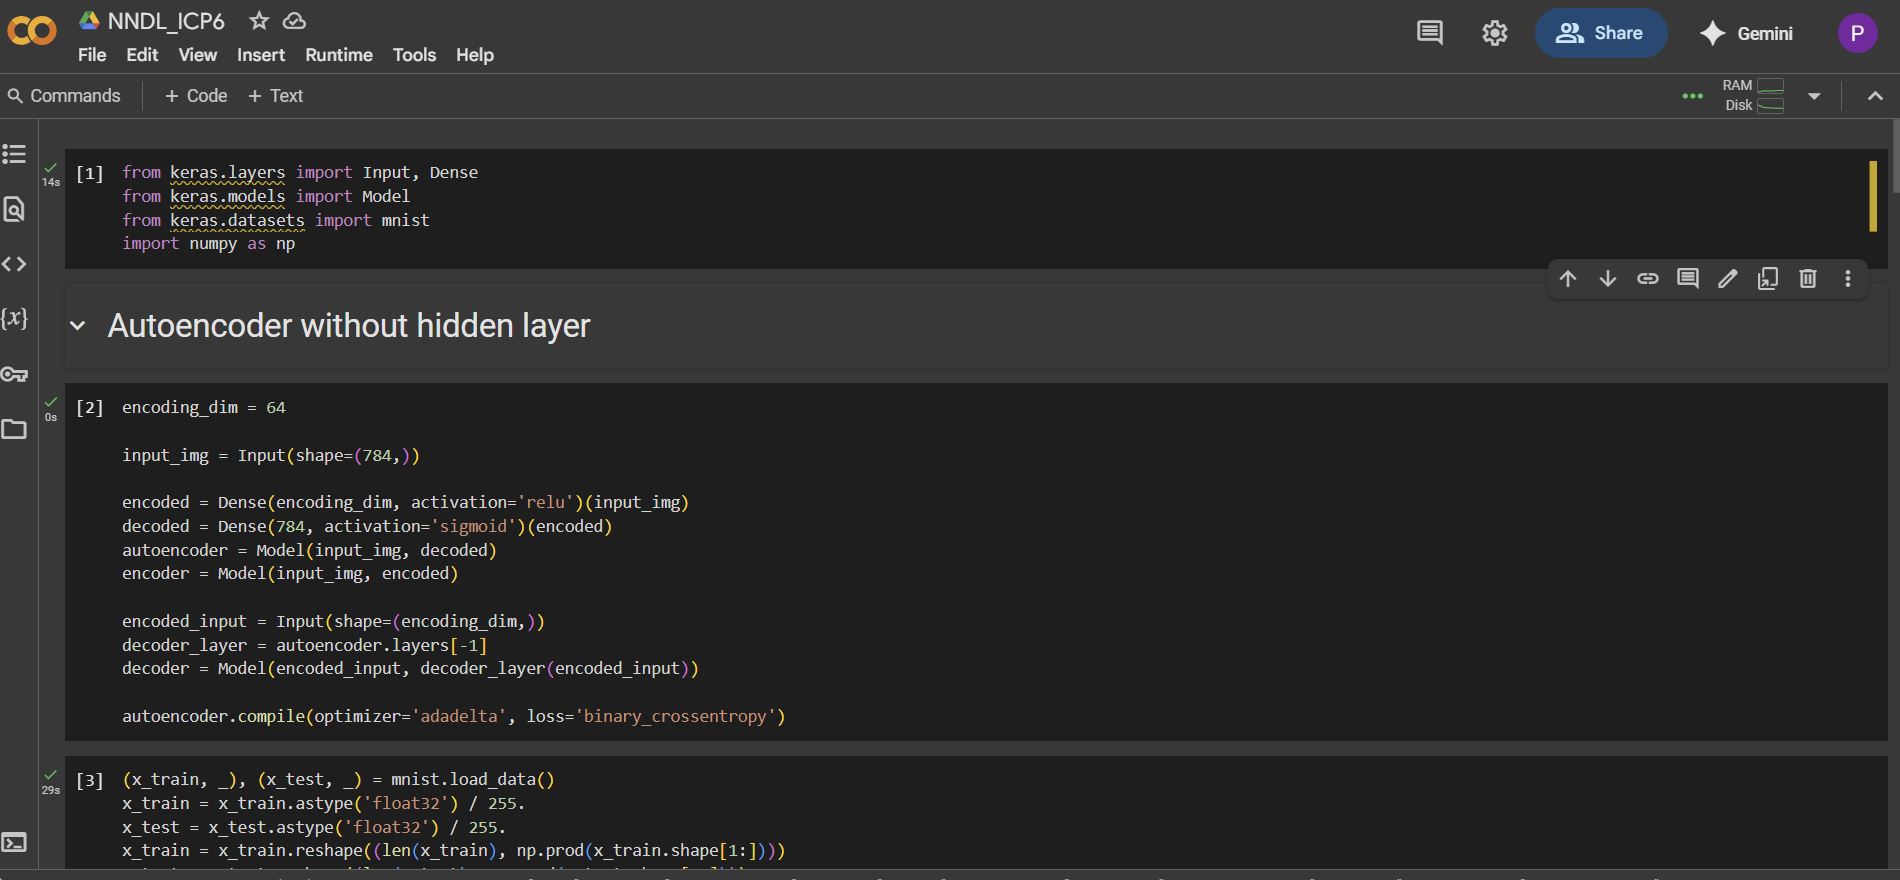 NNDL_ICP6
File Edit View Insert Runtime Tools Help
Share
Gemini
P
Commands + Code + Text
RAM
Disk
14s
[1] from keras.layers import Input, Dense
from keras.models import Model
from keras.datasets import mnist
import numpy as np
Autoencoder without hidden layer
0s
[2] encoding_dim = 64
input_img = Input(shape=(784,))
encoded = Dense(encoding_dim, activation='relu')(input_img)
decoded = Dense(784, activation='sigmoid')(encoded)
autoencoder = Model(input_img, decoded)
encoder = Model(input_img, encoded)
encoded_input = Input(shape=(encoding_dim,))
decoder_layer = autoencoder.layers[-1]
decoder = Model(encoded_input, decoder_layer(encoded_input))
autoencoder.compile(optimizer='adadelta', loss='binary_crossentropy')
29s
[3] (x_train, _), (x_test, _) = mnist.load_data()
x_train = x_train.astype('float32') / 255.
x_test = x_test.astype('float32') / 255.
x_train = x_train.reshape((len(x_train), np.prod(x_train.shape[1:])))